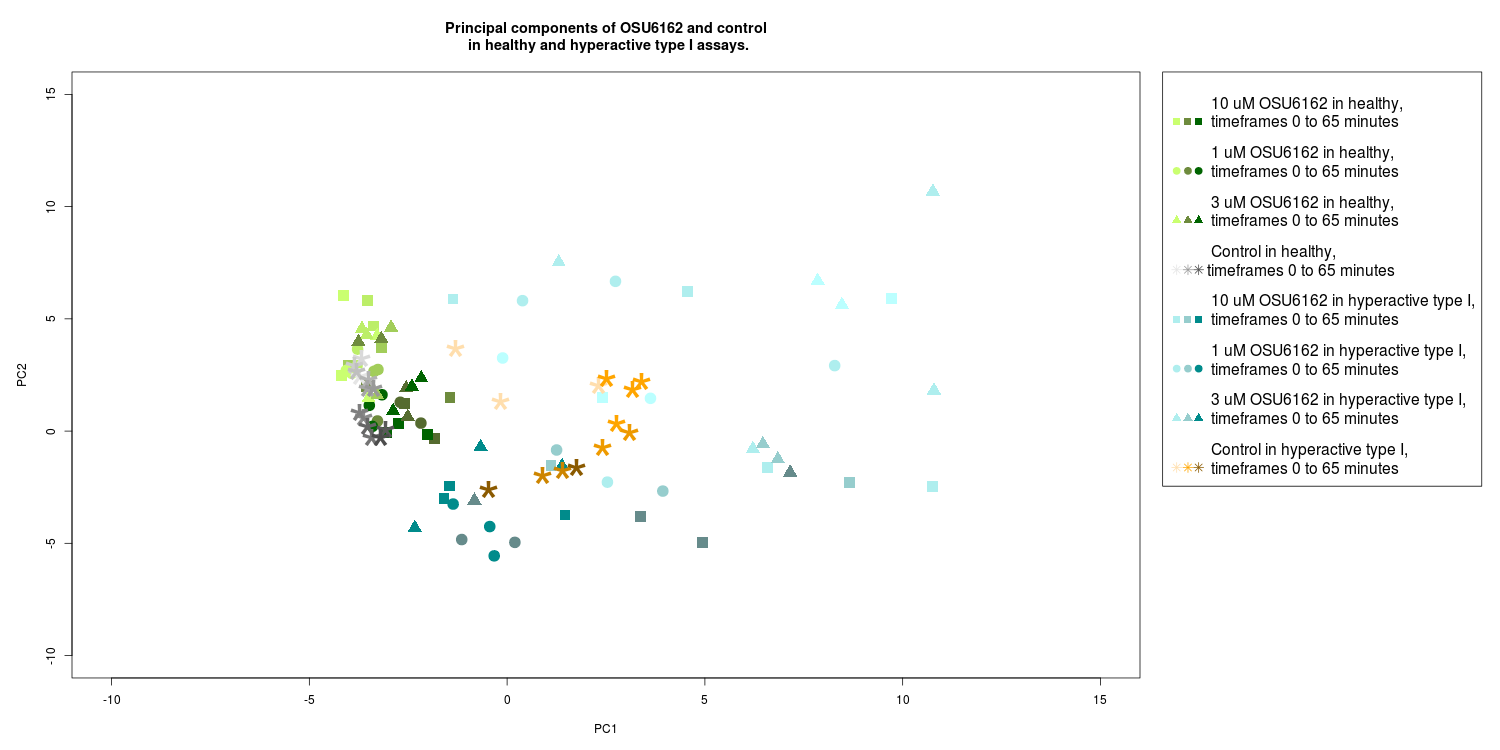 Principal components of OSU6162 and control
in healthy and hyperactive type I assays.
15
10
5
0
-5
-10
PC2
-10
-5
0
5
10
15
PC1
10 uM OSU6162 in healthy,
timeframes 0 to 65 minutes
1 uM OSU6162 in healthy,
timeframes 0 to 65 minutes
3 uM OSU6162 in healthy,
timeframes 0 to 65 minutes
Control in healthy,
timeframes 0 to 65 minutes
10 uM OSU6162 in hyperactive type I,
timeframes 0 to 65 minutes
1 uM OSU6162 in hyperactive type I,
timeframes 0 to 65 minutes
3 uM OSU6162 in hyperactive type I,
timeframes 0 to 65 minutes
Control in hyperactive type I,
timeframes 0 to 65 minutes